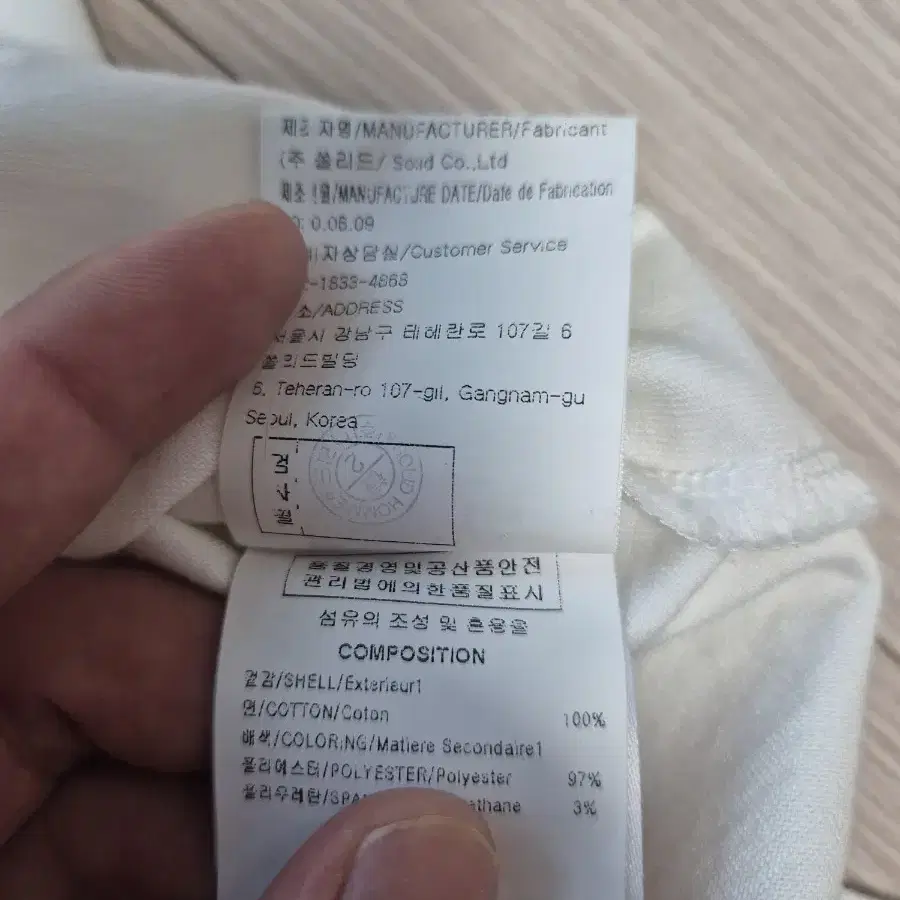 제조자명/MANUFACTURER/Fabricant
(주 쏠리드/ Solid Co.,Ltd
제조 /MANUFACTURE DATE/Date de Fabrication
0.06.09
자상담실/Customer Service
-1833-4868
소/ADDRESS
서울시 강남구 테헤란로 107길 6
쏠리드빌딩
6, Teheran-ro 107-gil, Gangnam-gu
Seoul, Korea
품질경영및공산품안전
관리법에의한품질표시
섬유의 조성 및 혼용율
COMPOSITION
겉감/SHELL/Exterieur1
면/COTTON/Coton 100%
배색/COLORING/Matiere Secondaire1
폴리에스터/POLYESTER/Polyester 97%
폴리우레탄/SPA thane 3%